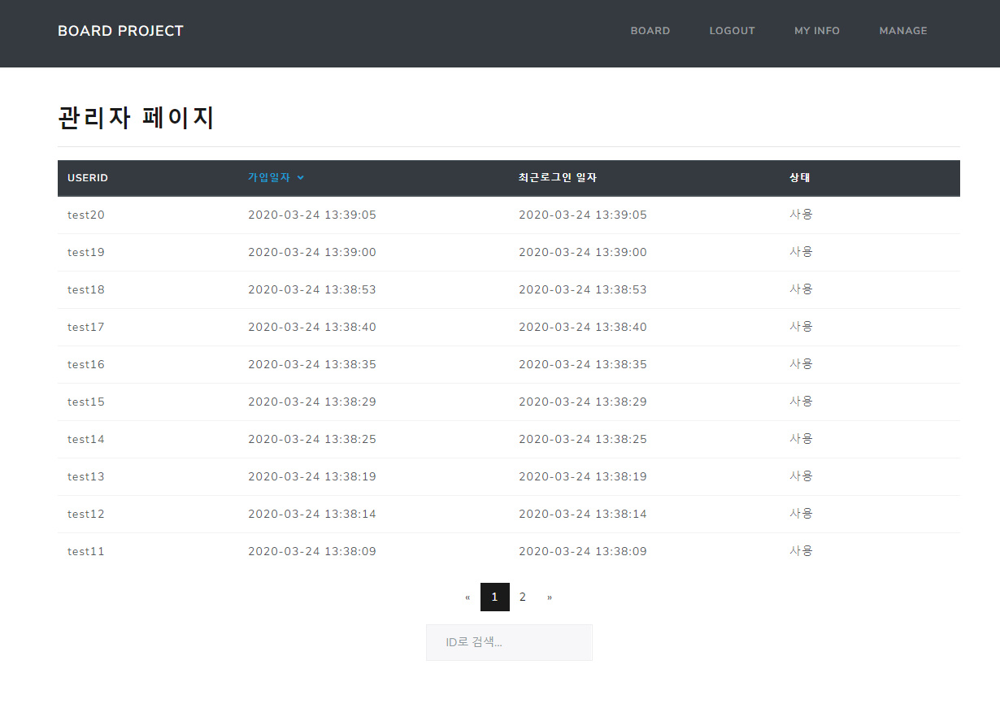 BOARD PROJECT BOARD LOGOUT MY INFO MANAGE
관리자 페이지
USERID 가입일자 최근로그인 일자 상태
test20 2020-03-24 13:39:05 2020-03-24 13:39:05 사용
test19 2020-03-24 13:39:00 2020-03-24 13:39:00 사용
test18 2020-03-24 13:38:53 2020-03-24 13:38:53 사용
test17 2020-03-24 13:38:40 2020-03-24 13:38:40 사용
test16 2020-03-24 13:38:35 2020-03-24 13:38:35 사용
test15 2020-03-24 13:38:29 2020-03-24 13:38:29 사용
test14 2020-03-24 13:38:25 2020-03-24 13:38:25 사용
test13 2020-03-24 13:38:19 2020-03-24 13:38:19 사용
test12 2020-03-24 13:38:14 2020-03-24 13:38:14 사용
test11 2020-03-24 13:38:09 2020-03-24 13:38:09 사용
« 1 2 »
ID로 검색...